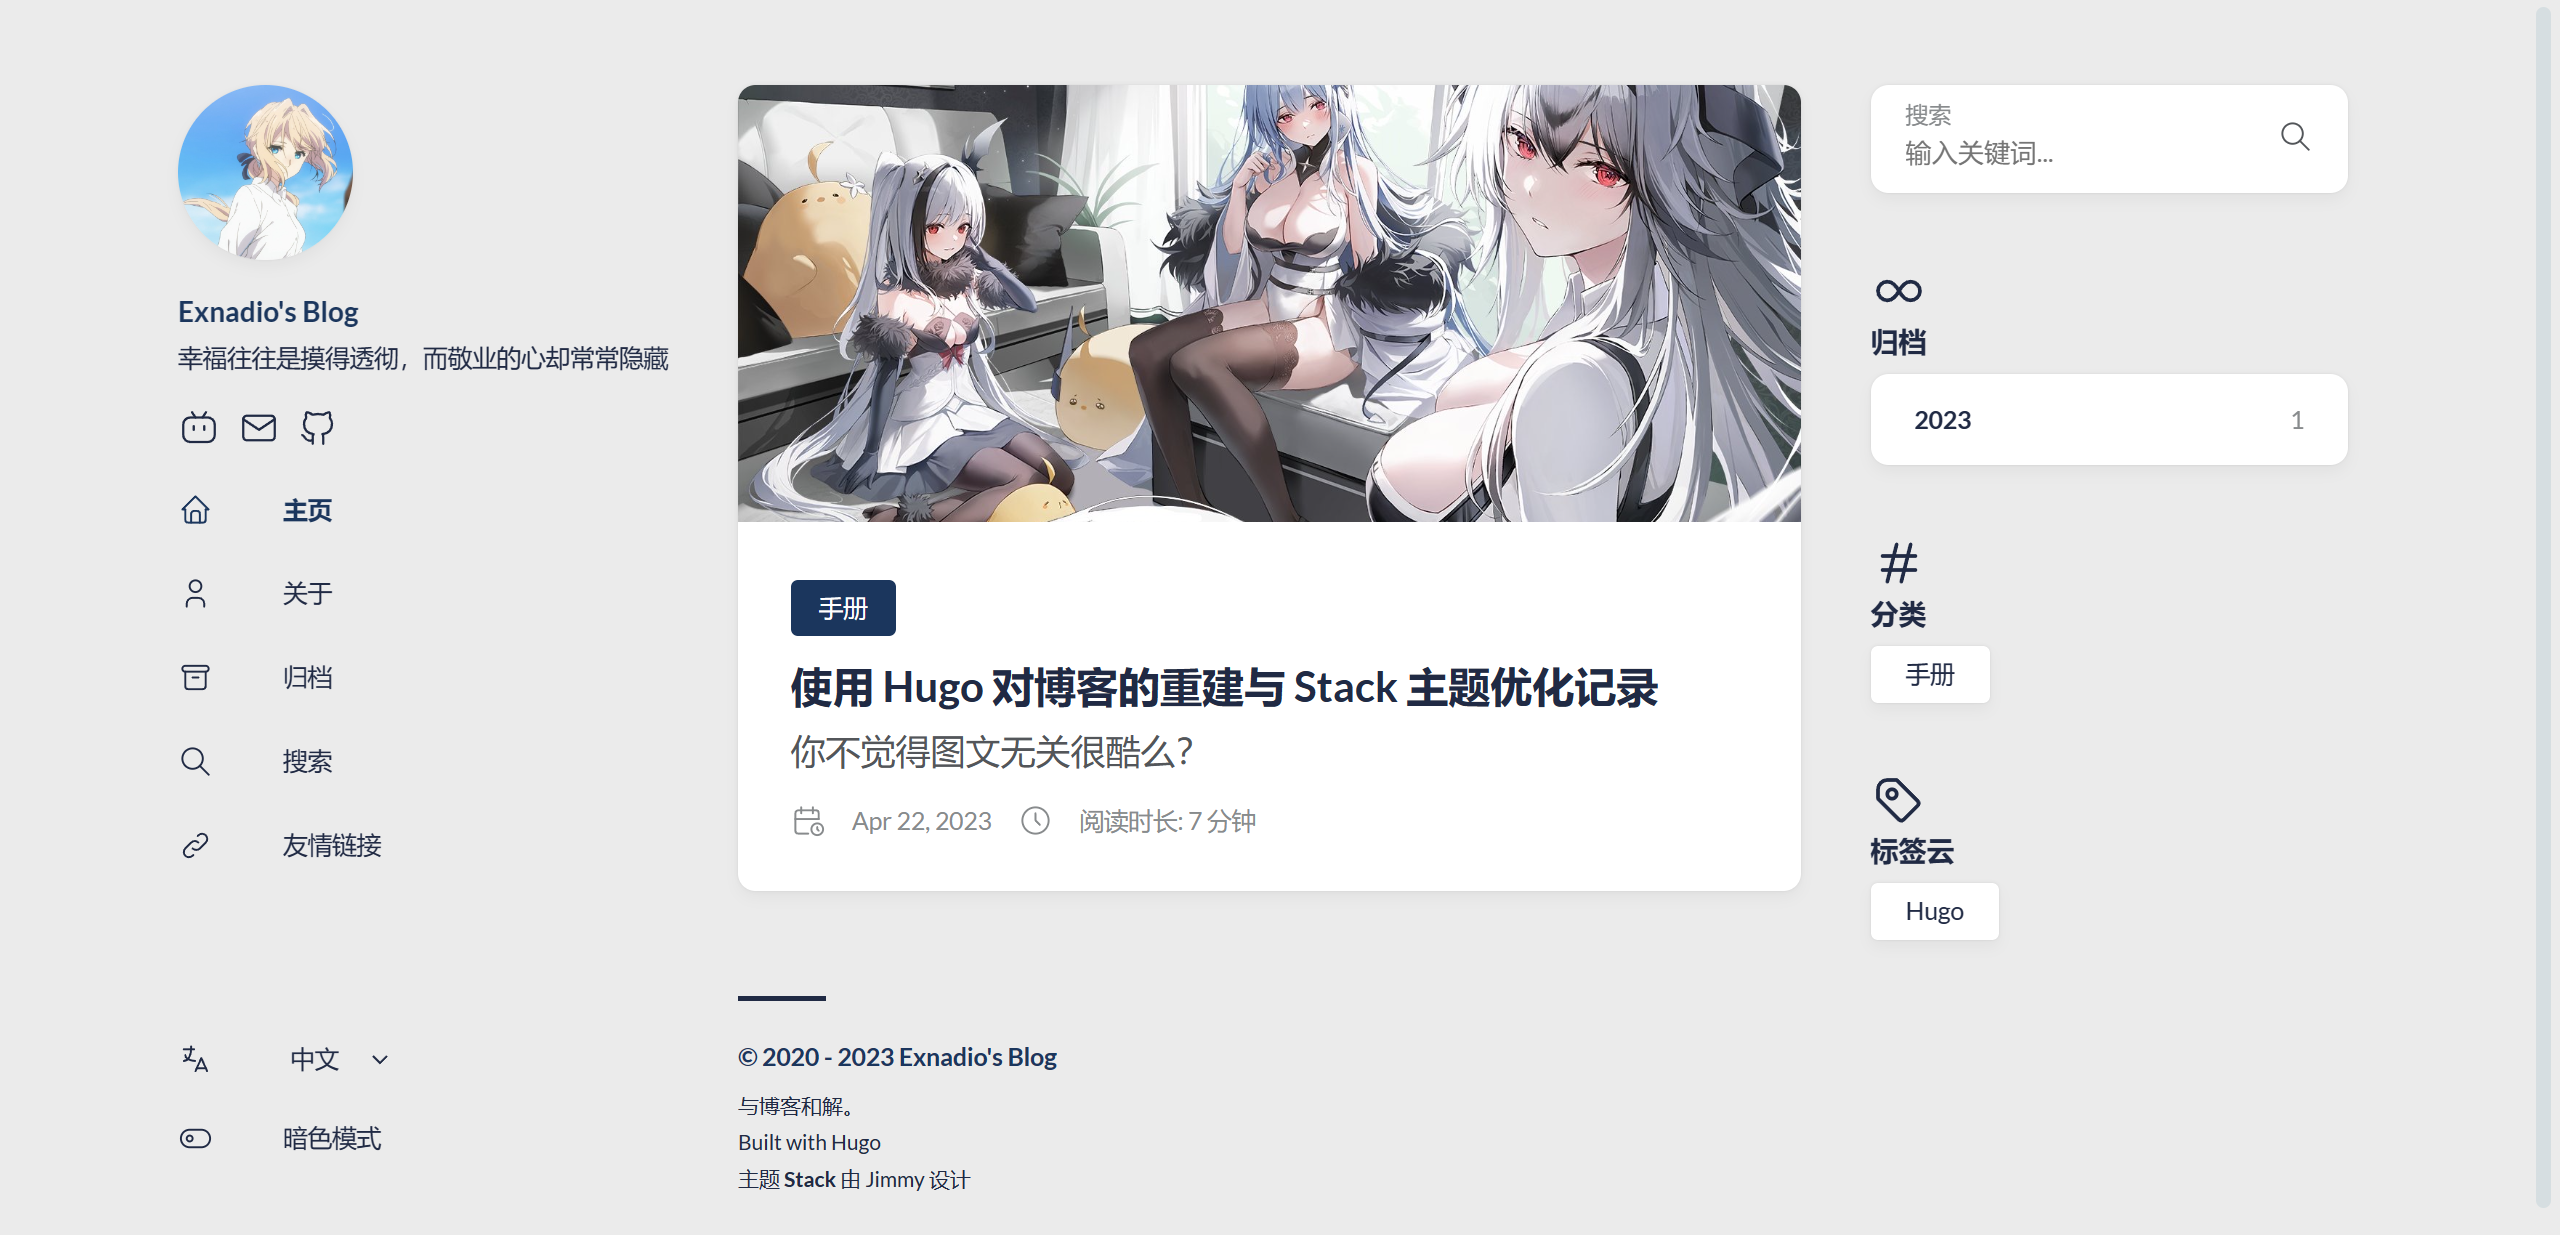 Exnadio's Blog
幸福往往是摸得透彻，而敬业的心却常常隐藏
主页
关于
归档
搜索
友情链接
中文
暗色模式
手册
使用 Hugo 对博客的重建与 Stack 主题优化记录
你不觉得图文无关很酷么？
Apr 22, 2023
阅读时长: 7 分钟
© 2020 - 2023 Exnadio's Blog
与博客和解。
Built with Hugo
主题 Stack 由 Jimmy 设计
搜索
输入关键词...
归档
2023 1
分类
手册
标签云
Hugo